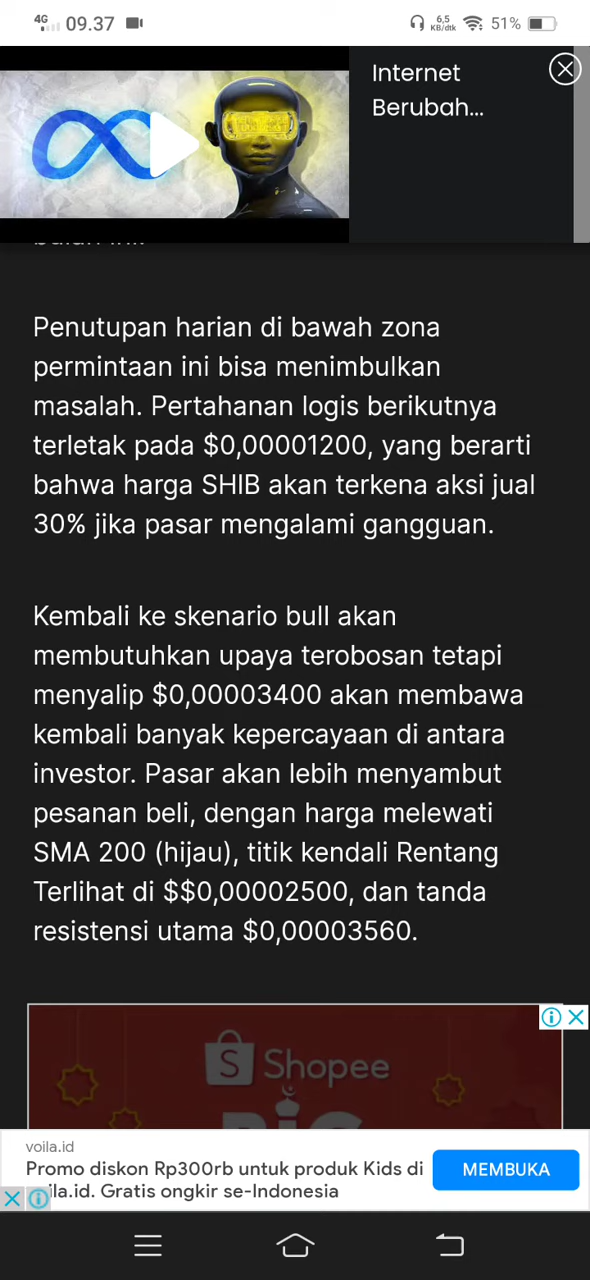 4G 09.37 6,5 KB/dtk 51%
Internet
Berubah...
Penutupan harian di bawah zona
permintaan ini bisa menimbulkan
masalah. Pertahanan logis berikutnya
terletak pada $0,00001200, yang berarti
bahwa harga SHIB akan terkena aksi jual
30% jika pasar mengalami gangguan.
Kembali ke skenario bull akan
membutuhkan upaya terobosan tetapi
menyalip $0,00003400 akan membawa
kembali banyak kepercayaan di antara
investor. Pasar akan lebih menyambut
pesanan beli, dengan harga melewati
SMA 200 (hijau), titik kendali Rentang
Terlihat di $$0,00002500, dan tanda
resistensi utama $0,00003560.
Shopee
BIG
voila.id
Promo diskon Rp300rb untuk produk Kids di
ila.id. Gratis ongkir se-Indonesia
MEMBUKA